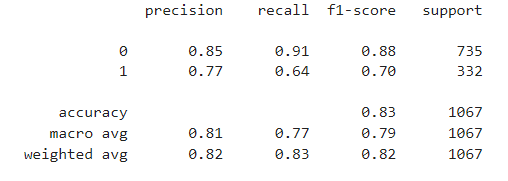 precision recall f1-score support
0 0.85 0.91 0.88 735
1 0.77 0.64 0.70 332
accuracy 0.83 1067
macro avg 0.81 0.77 0.79 1067
weighted avg 0.82 0.83 0.82 1067